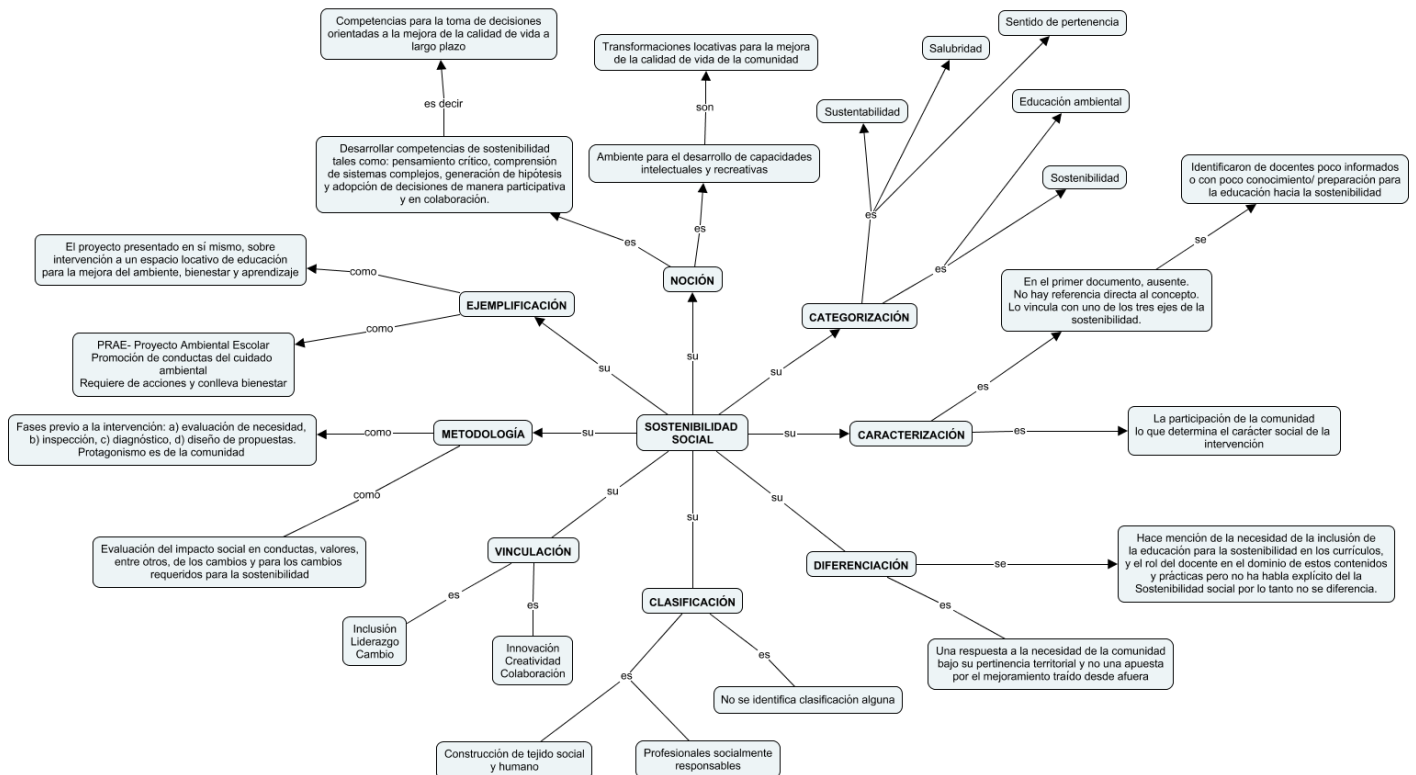 Competencias para la toma de decisiones
orientadas a la mejora de la calidad de vida a
largo plazo
es decir
Desarrollar competencias de sostenibilidad
tales como: pensamiento crítico, comprensión
de sistemas complejos, generación de hipótesis
y adopción de decisiones de manera participativa
y en colaboración.
es
Transformaciones locativas para la mejora
de la calidad de vida de la comunidad
son
Ambiente para el desarrollo de capacidades
intelectuales y recreativas
es
NOCIÓN
su
Sentido de pertenencia
Salubridad
Sustentabilidad
es
Educación ambiental
Sostenibilidad
es
CATEGORIZACIÓN
su
Identificaron de docentes poco informados
o con poco conocimiento/ preparación para
la educación hacia la sostenibilidad
se
En el primer documento, ausente.
No hay referencia directa al concepto.
Lo vincula con uno de los tres ejes de la
sostenibilidad.
es
CARACTERIZACIÓN
su
es
La participación de la comunidad
lo que determina el carácter social de la
intervención
El proyecto presentado en sí mismo, sobre
intervención a un espacio locativo de educación
para la mejora del ambiente, bienestar y aprendizaje
como
EJEMPLIFICACIÓN
su
como
PRAE- Proyecto Ambiental Escolar
Promoción de conductas del cuidado
ambiental
Requiere de acciones y conlleva bienestar
SOSTENIBILIDAD
SOCIAL
Fases previo a la intervención: a) evaluación de necesidad,
b) inspección, c) diagnóstico, d) diseño de propuestas.
Protagonismo es de la comunidad
como
METODOLOGÍA
su
como
Evaluación del impacto social en conductas, valores,
entre otros, de los cambios y para los cambios
requeridos para la sostenibilidad
su
VINCULACIÓN
es
Inclusión
Liderazgo
Cambio
es
Innovación
Creatividad
Colaboración
su
CLASIFICACIÓN
es
Construcción de tejido social
y humano
Profesionales socialmente
responsables
es
No se identifica clasificación alguna
su
DIFERENCIACIÓN
se
Hace mención de la necesidad de la inclusión de
la educación para la sostenibilidad en los currículos,
y el rol del docente en el dominio de estos contenidos
y prácticas pero no ha habla explícito del la
Sostenibilidad social por lo tanto no se diferencia.
es
Una respuesta a la necesidad de la comunidad
bajo su pertinencia territorial y no una apuesta
por el mejoramiento traído desde afuera